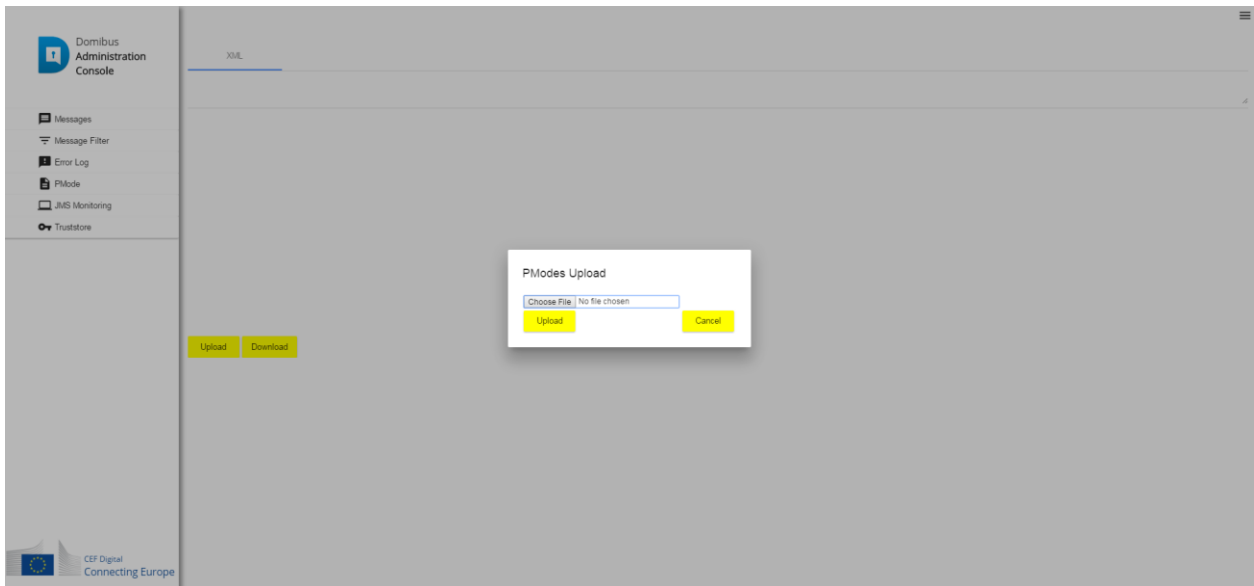 Domibus
Administration
Console
XML
Messages
Message Filter
Error Log
PMode
JMS Monitoring
Truststore
PModes Upload
Choose File No file chosen
Upload Cancel
Upload Download
CEF Digital
Connecting Europe